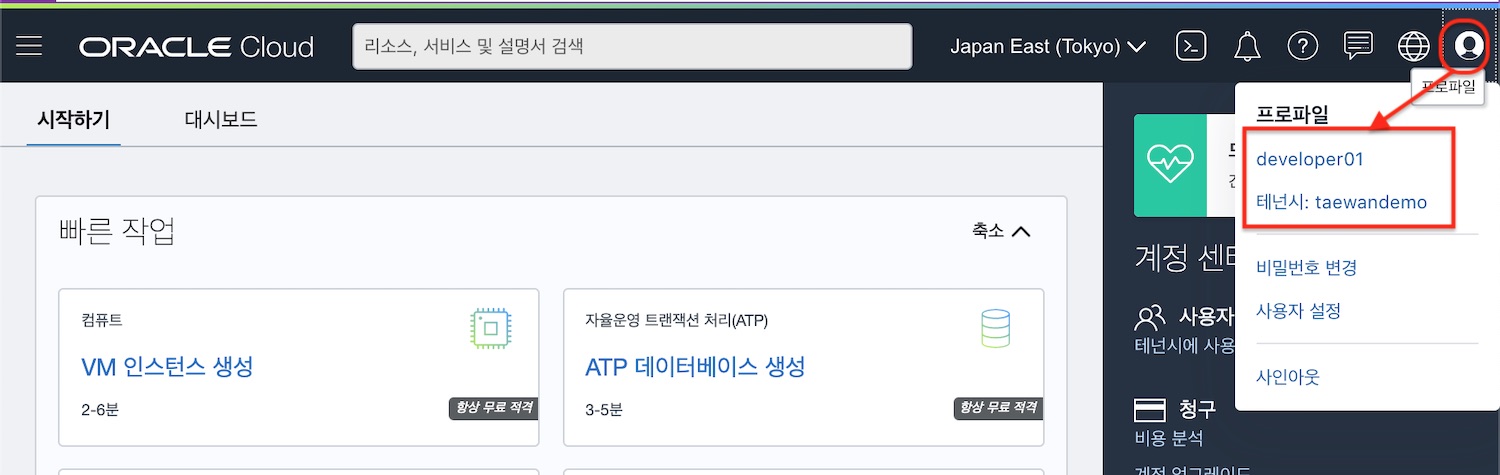 ORACLE Cloud
리소스, 서비스 및 설명서 검색
Japan East (Tokyo)
프로파일
시작하기
대시보드
프로파일
developer01
테넌시: taewandemo
비밀번호 변경
사용자 설정
사인아웃
빠른 작업
축소
컴퓨트
VM 인스턴스 생성
2-6분
항상 무료 적격
자율운영 트랜잭션 처리(ATP)
ATP 데이터베이스 생성
3-5분
항상 무료 적격
계정
사용자
테넌시에
청구
비용 분석